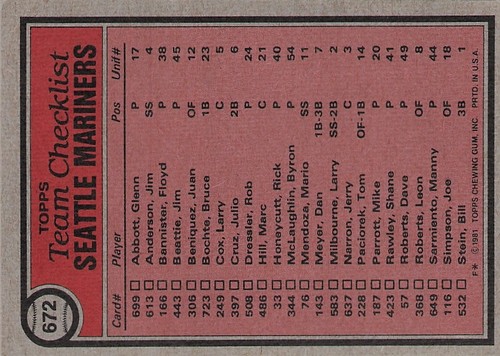 672
TOPPS
Team Checklist
SEATTLE MARINERS
Card# Player Pos Unif#
699 Abbott, Glenn P 17
613 Anderson, Jim SS 4
166 Bannister, Floyd P 38
443 Beattie, Jim P 45
306 Beniquez, Juan OF 12
723 Bochte, Bruce 1B 23
249 Cox, Larry C 5
397 Cruz, Julio 2B 6
508 Dressler, Rob P 24
486 Hill, Marc C 21
33 Honeycutt, Rick P 40
344 McLaughlin, Byron P 54
76 Mendoza, Mario SS 11
143 Meyer, Dan 1B-3B 7
583 Milbourne, Larry SS-2B 2
637 Narron, Jerry C 3
228 Paciorek, Tom OF-1B 14
187 Parrott, Mike P 20
423 Rawley, Shane P 41
57 Roberts, Dave P 49
368 Roberts, Leon OF 8
649 Sarmiento, Manny P 44
116 Simpson, Joe OF 18
532 Stein, Bill 3B 1
F* © 1981 TOPPS CHEWING GUM, INC. PRTD. IN U.S.A.